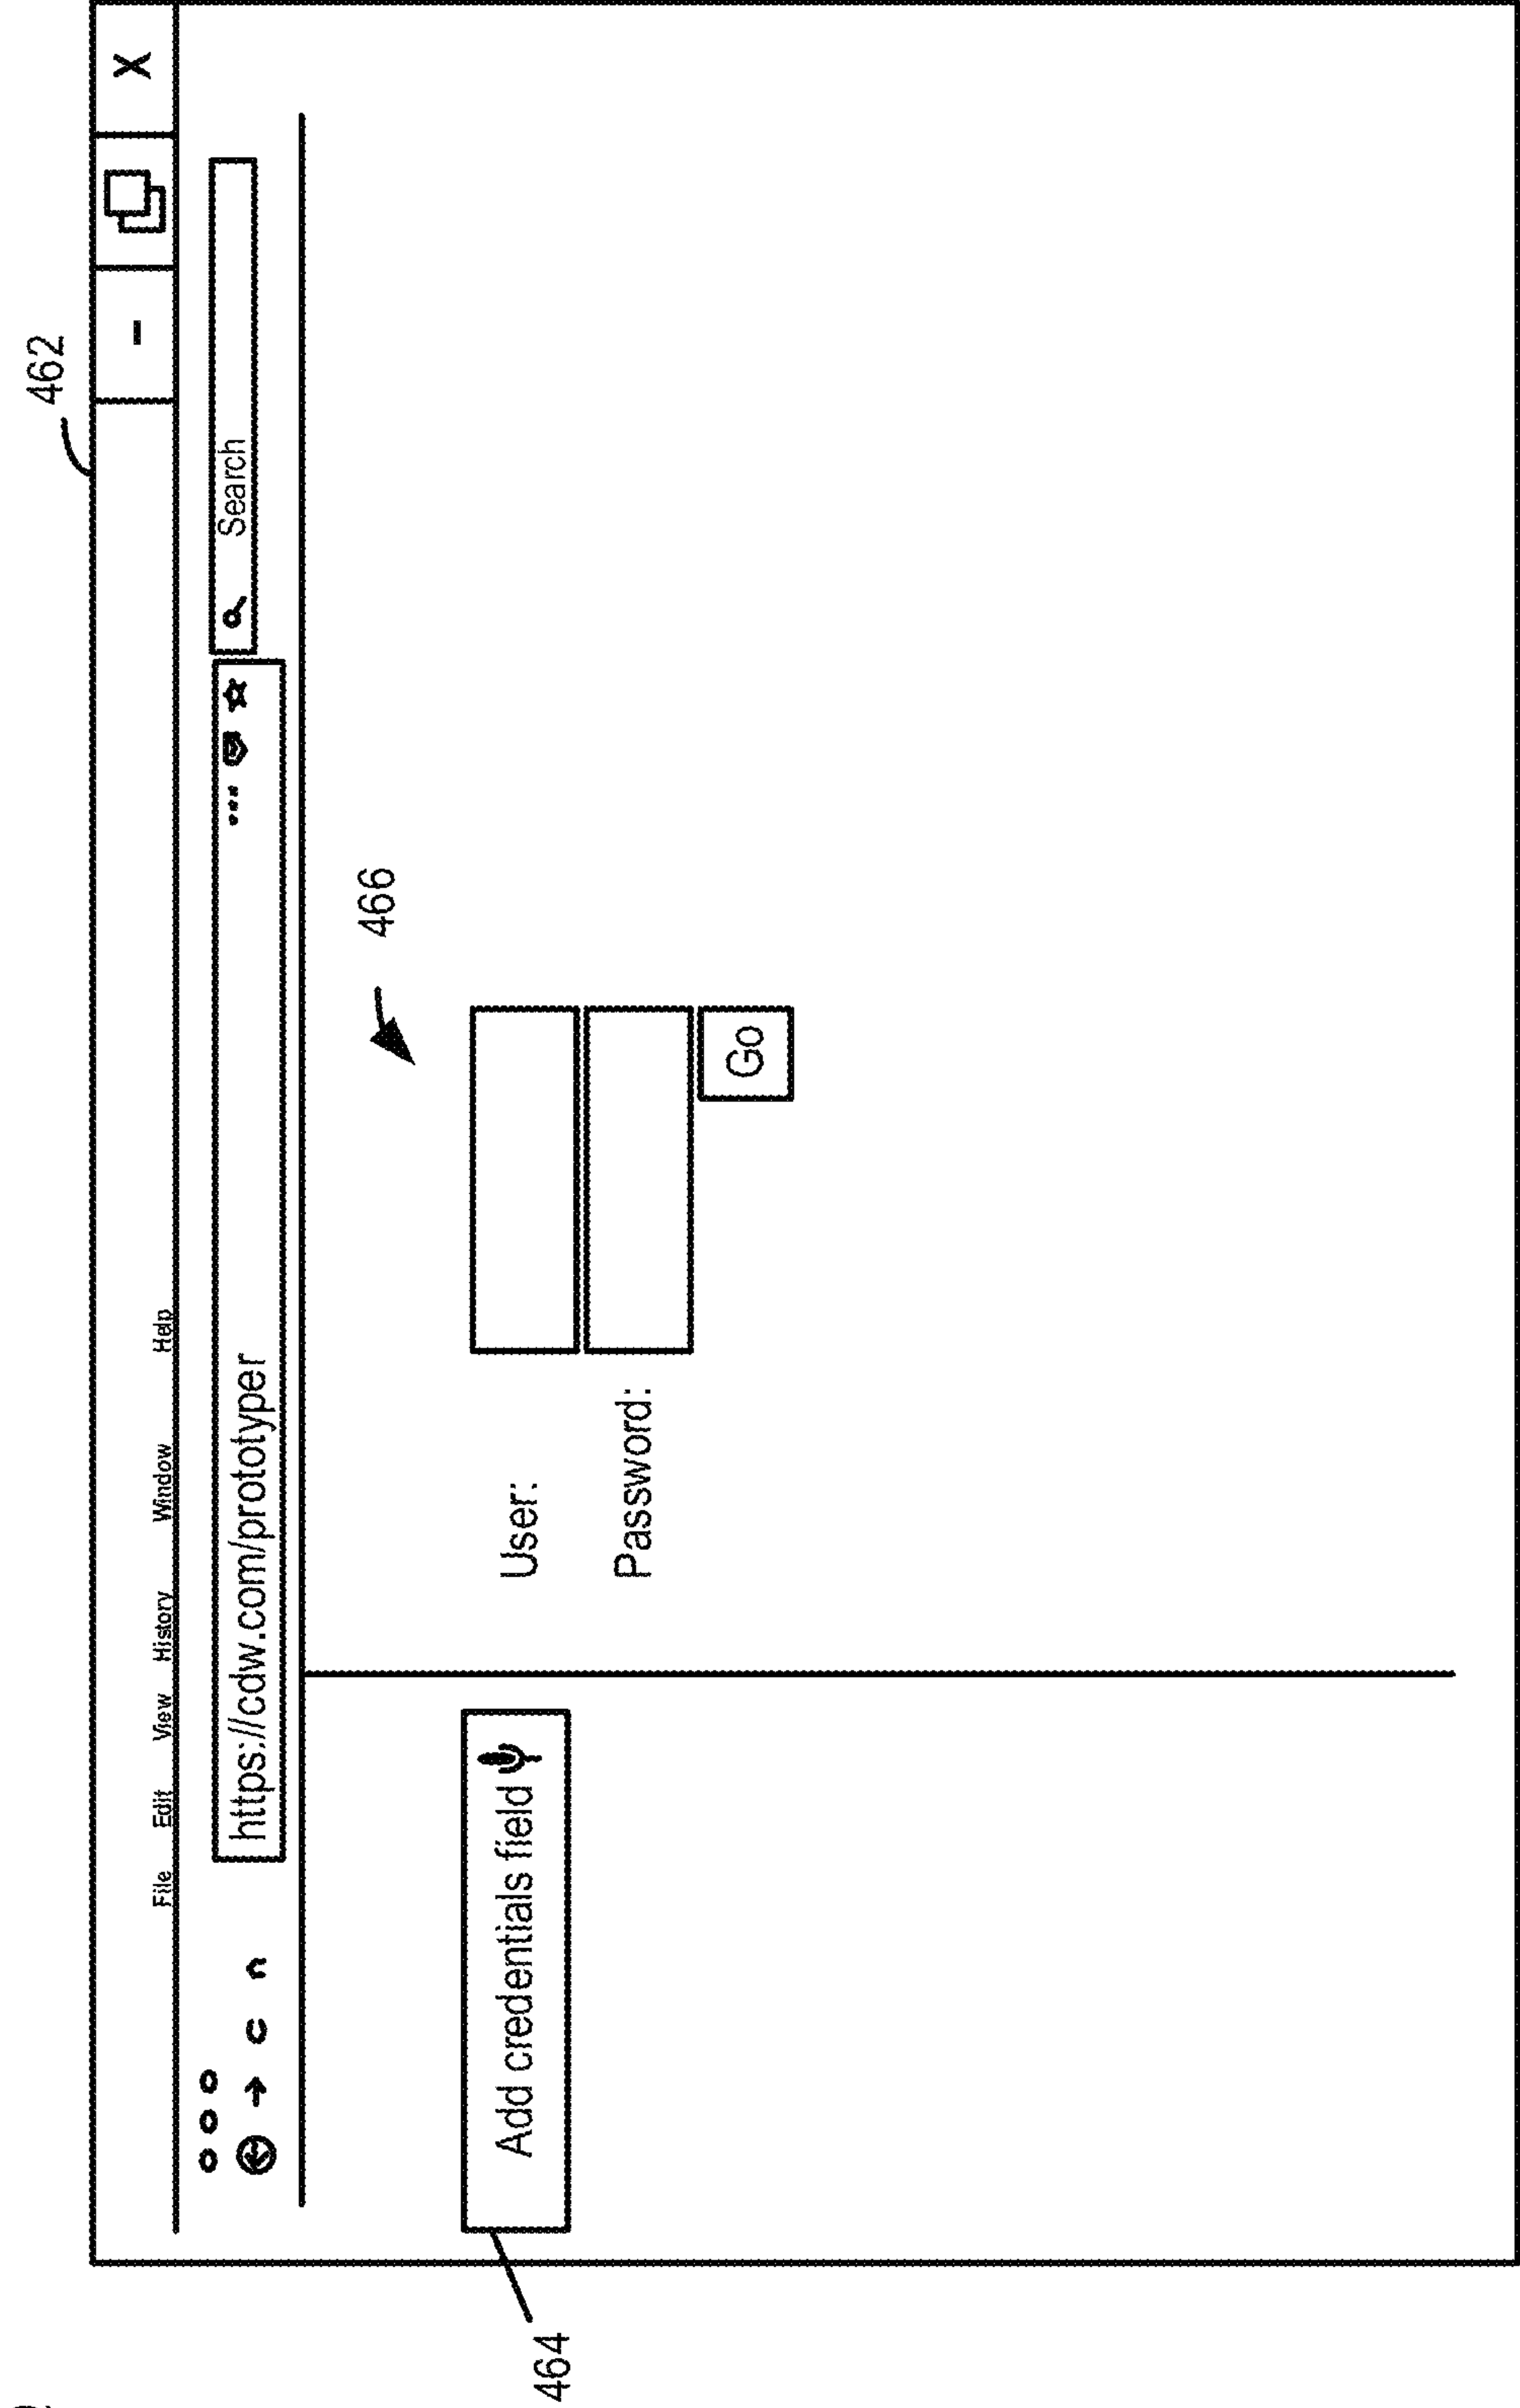 462
- X
File Edit View History Window Help
https://cdw.com/prototyper ... Search
466
464
Add credentials field
User:
Password:
Go